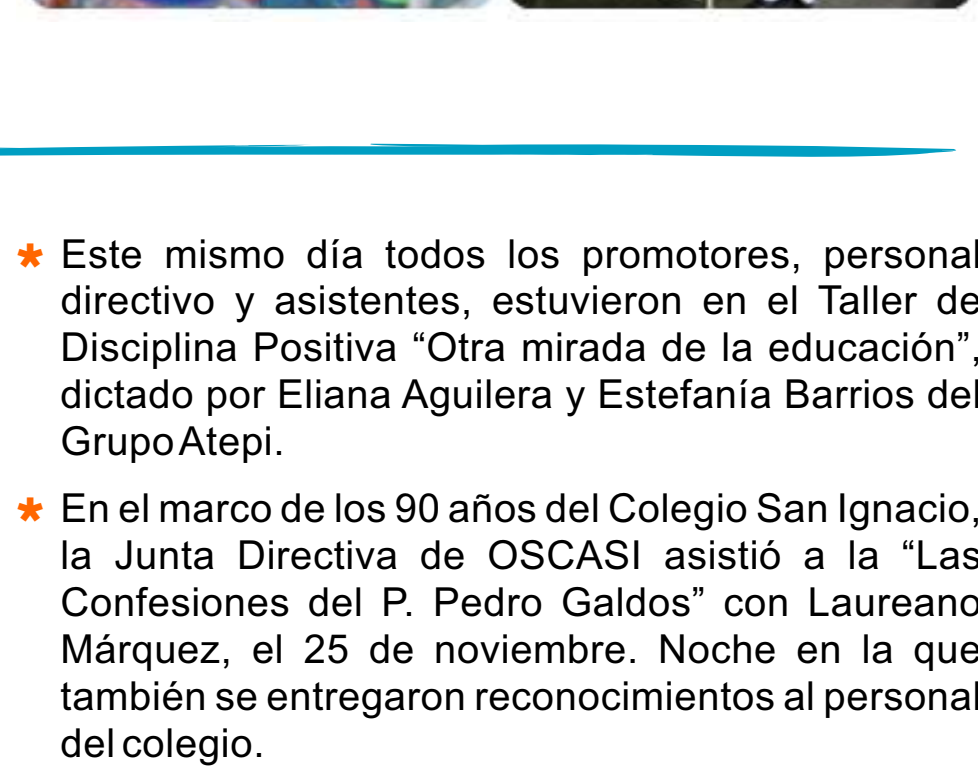 * Este mismo día todos los promotores, personal
directivo y asistentes, estuvieron en el Taller de
Disciplina Positiva “Otra mirada de la educación”,
dictado por Eliana Aguilera y Estefanía Barrios del
Grupo Atepi.
* En el marco de los 90 años del Colegio San Ignacio,
la Junta Directiva de OSCASI asistió a la “Las
Confesiones del P. Pedro Galdos” con Laureano
Márquez, el 25 de noviembre. Noche en la que
también se entregaron reconocimientos al personal
del colegio.